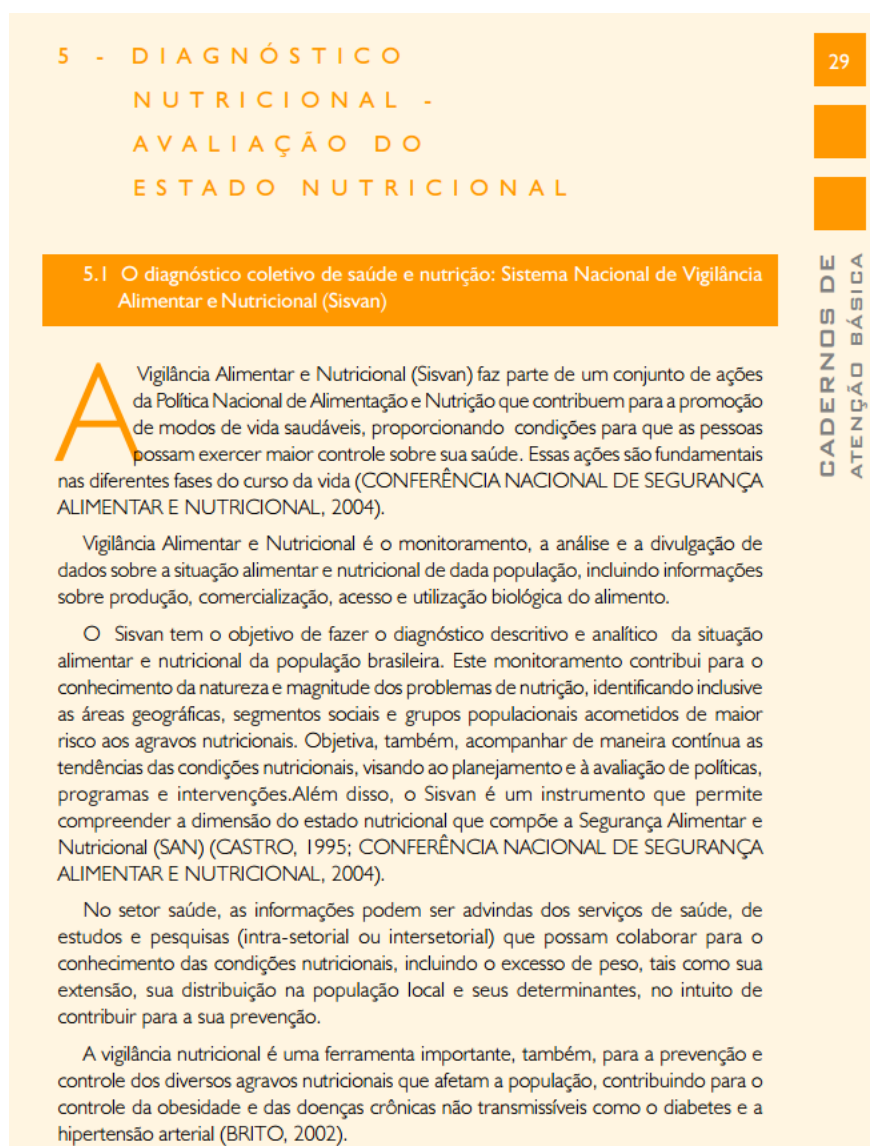 5 - DIAGNÓSTICO
NUTRICIONAL -
AVALIAÇÃO DO
ESTADO NUTRICIONAL
29
5.1 O diagnóstico coletivo de saúde e nutrição: Sistema Nacional de Vigilância
Alimentar e Nutricional (Sisvan)
CADERNOS DE
ATENÇÃO BÁSICA
A Vigilância Alimentar e Nutricional (Sisvan) faz parte de um conjunto de ações
da Política Nacional de Alimentação e Nutrição que contribuem para a promoção
de modos de vida saudáveis, proporcionando condições para que as pessoas
possam exercer maior controle sobre sua saúde. Essas ações são fundamentais
nas diferentes fases do curso da vida (CONFERÊNCIA NACIONAL DE SEGURANÇA
ALIMENTAR E NUTRICIONAL, 2004).
Vigilância Alimentar e Nutricional é o monitoramento, a análise e a divulgação de
dados sobre a situação alimentar e nutricional de dada população, incluindo informações
sobre produção, comercialização, acesso e utilização biológica do alimento.
O Sisvan tem o objetivo de fazer o diagnóstico descritivo e analítico da situação
alimentar e nutricional da população brasileira. Este monitoramento contribui para o
conhecimento da natureza e magnitude dos problemas de nutrição, identificando inclusive
as áreas geográficas, segmentos sociais e grupos populacionais acometidos de maior
risco aos agravos nutricionais. Objetiva, também, acompanhar de maneira contínua as
tendências das condições nutricionais, visando ao planejamento e à avaliação de políticas,
programas e intervenções.Além disso, o Sisvan é um instrumento que permite
compreender a dimensão do estado nutricional que compõe a Segurança Alimentar e
Nutricional (SAN) (CASTRO, 1995; CONFERÊNCIA NACIONAL DE SEGURANÇA
ALIMENTAR E NUTRICIONAL, 2004).
No setor saúde, as informações podem ser advindas dos serviços de saúde, de
estudos e pesquisas (intra-setorial ou intersetorial) que possam colaborar para o
conhecimento das condições nutricionais, incluindo o excesso de peso, tais como sua
extensão, sua distribuição na população local e seus determinantes, no intuito de
contribuir para a sua prevenção.
A vigilância nutricional é uma ferramenta importante, também, para a prevenção e
controle dos diversos agravos nutricionais que afetam a população, contribuindo para o
controle da obesidade e das doenças crônicas não transmissíveis como o diabetes e a
hipertensão arterial (BRITO, 2002).